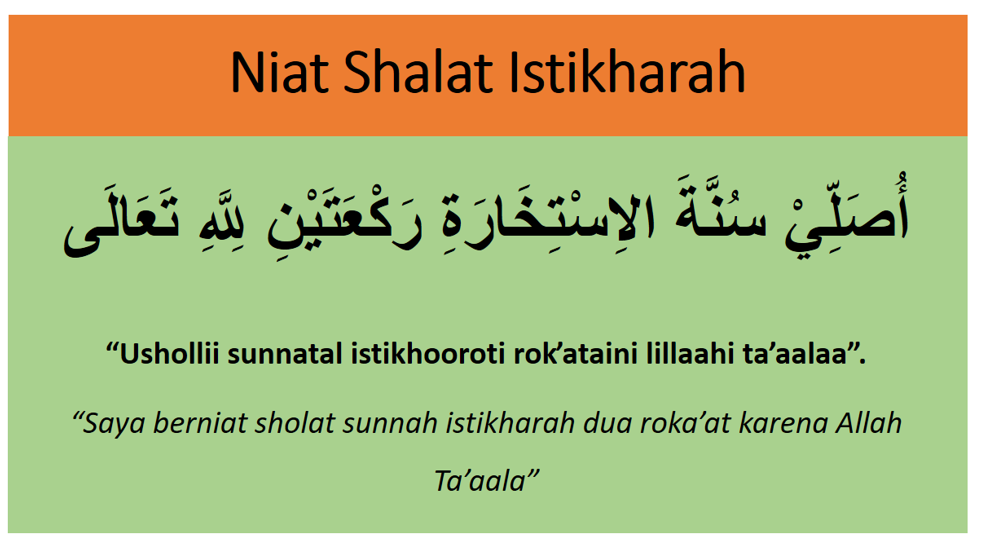 Niat Shalat Istikharah
أُصَلِّيْ سُنَّةَ الاِسْتِخَارَةِ رَكْعَتَيْنِ لِلَّهِ تَعَالَى
“Ushollii sunnatal istikhooroti rok’ataini lillaahi ta’aalaa”.
“Saya berniat sholat sunnah istikharah dua roka’at karena Allah
Ta’aala”